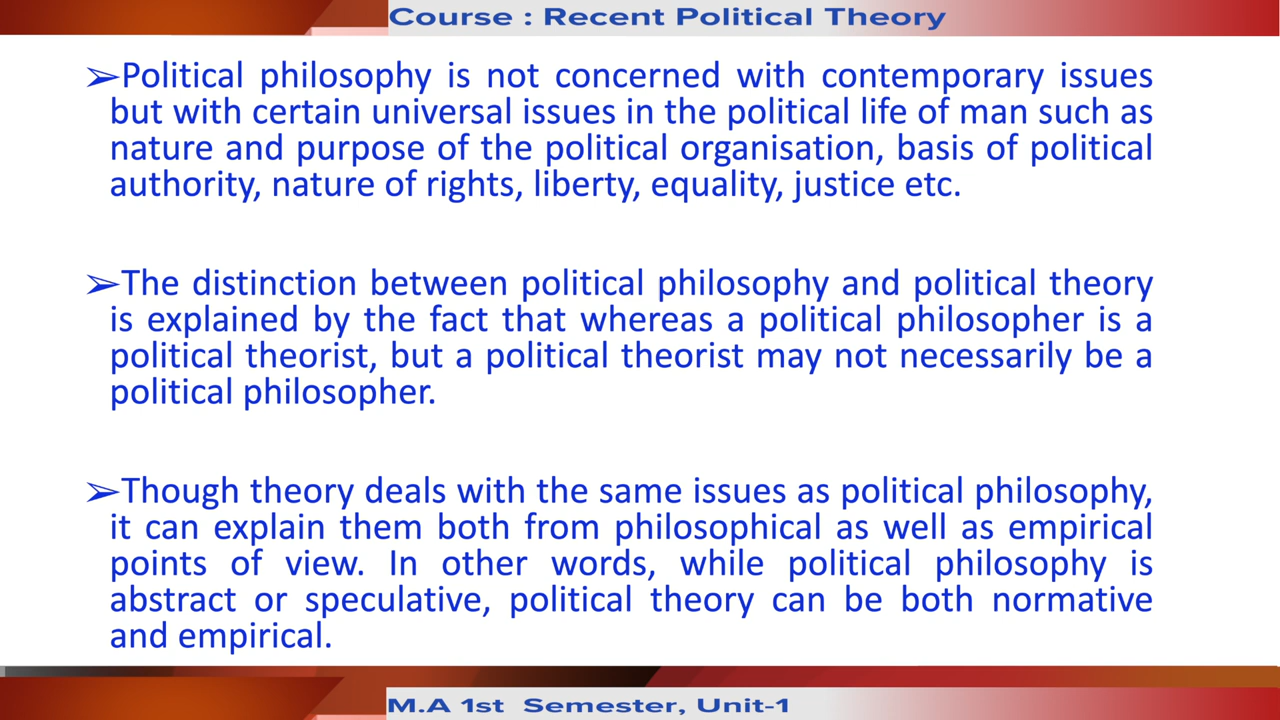 Course : Recent Political Theory
➢Political philosophy is not concerned with contemporary issues
but with certain universal issues in the political life of man such as
nature and purpose of the political organisation, basis of political
authority, nature of rights, liberty, equality, justice etc.
➢The distinction between political philosophy and political theory
is explained by the fact that whereas a political philosopher is a
political theorist, but a political theorist may not necessarily be a
political philosopher.
➢Though theory deals with the same issues as political philosophy,
it can explain them both from philosophical as well as empirical
points of view. In other words, while political philosophy is
abstract or speculative, political theory can be both normative
and empirical.
M.A 1st Semester, Unit-1